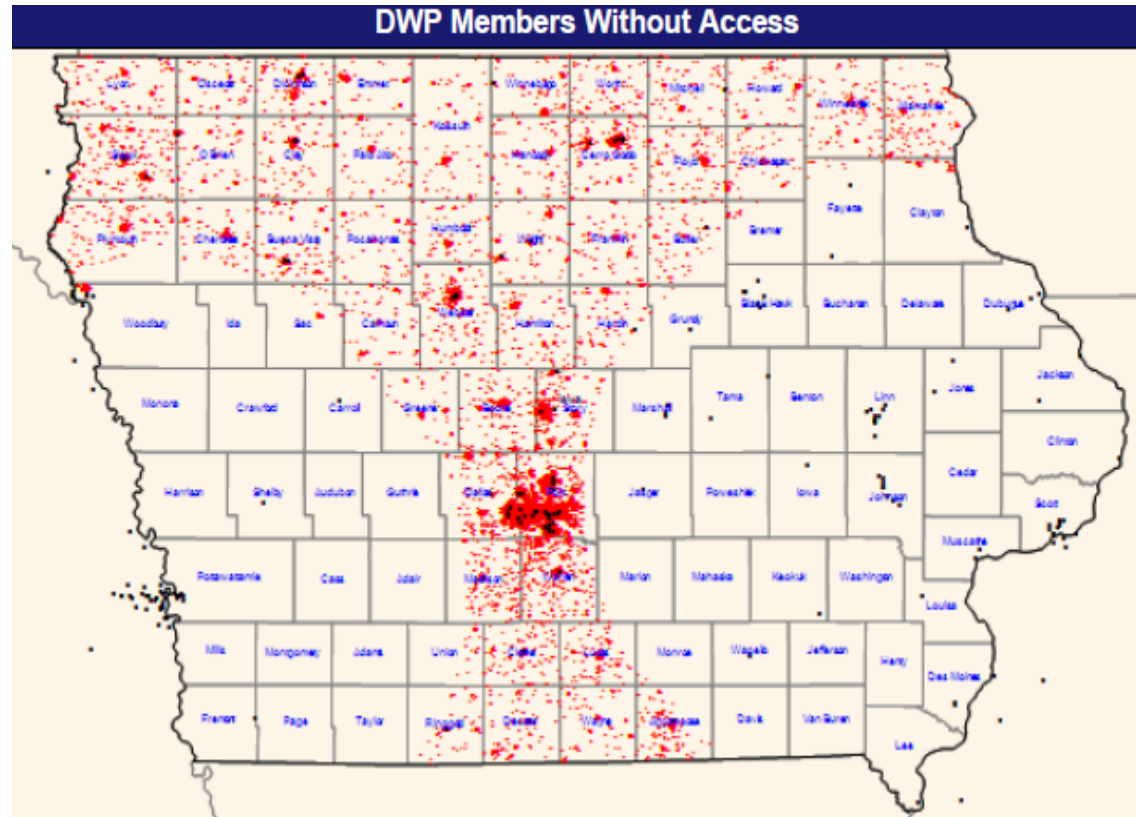 DWP Members Without Access
Lyon Osceola Dickinson Emmet Winnebago Worth Mitchell Howard Winneshiek
Kossuth
Sioux O'Brien Clay Palo Alto Hancock Cerro Gordo Floyd Chickasaw
Fayette Clayton
Plymouth Cherokee Buena Vista Pocahontas Humboldt Wright Franklin Butler Bremer
Woodbury Ida Sac Calhoun Webster Hamilton Hardin Grundy Black Hawk Buchanan Delaware Dubuque
Monona Crawford Carroll Greene Boone Story Marshall Tama Benton Linn Jones Jackson
Clinton
Harrison Shelby Audubon Guthrie Dallas Jasper Poweshiek Iowa Johnson Cedar Scott
Muscatine
Pottawattamie Cass Adair Madison Marion Mahaska Keokuk Washington Louisa
Mills Montgomery Adams Union Clarke Lucas Monroe Wapello Jefferson Henry Des Moines
Fremont Page Taylor Ringgold Decatur Wayne Appanoose Davis Van Buren Lee